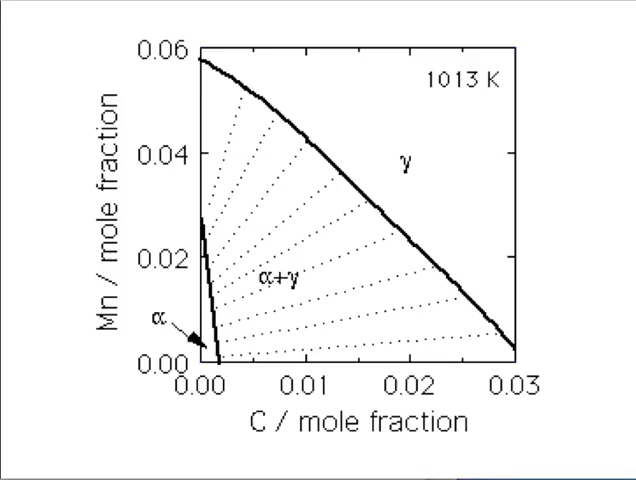 0.06
1013 K
Mn / mole fraction
0.04
γ
0.02
α+γ
α
0.00
0.00 0.01 0.02 0.03
C / mole fraction